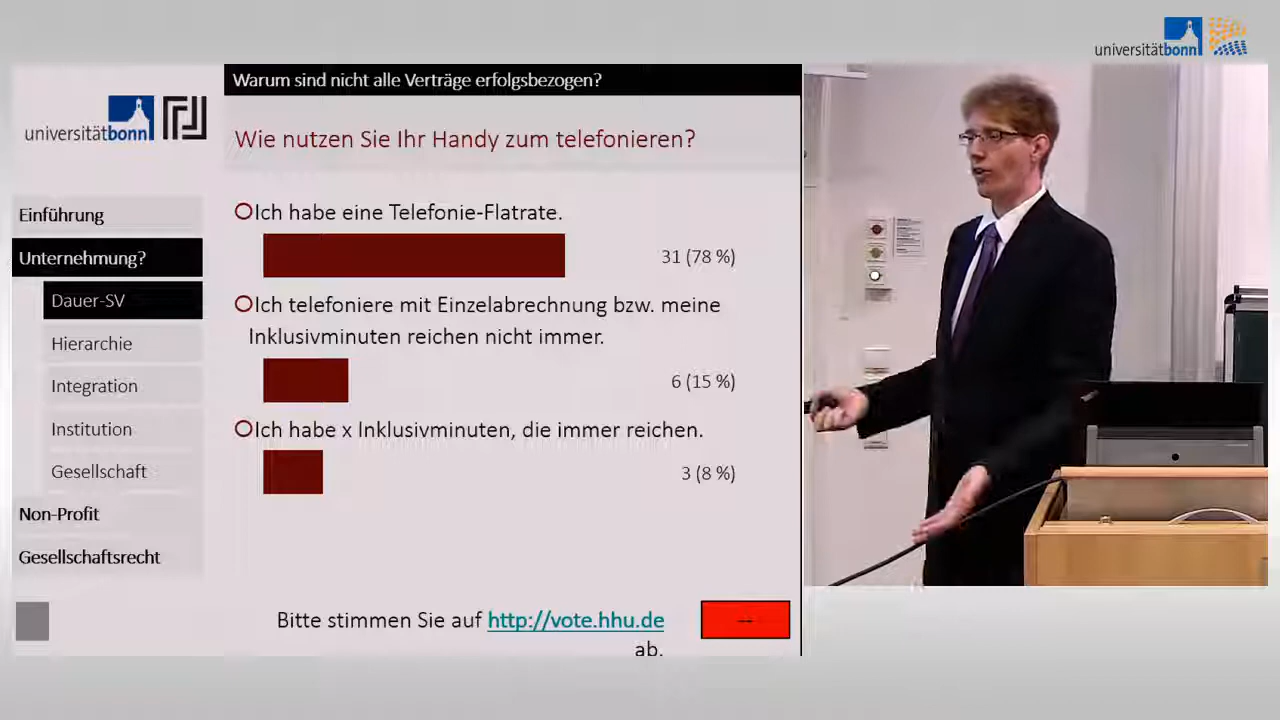 universitätbonn
Warum sind nicht alle Verträge erfolgsbezogen?
universitätbonn
Wie nutzen Sie Ihr Handy zum telefonieren?
Einführung
Unternehmung?
Dauer-SV
Hierarchie
Integration
Institution
Gesellschaft
Non-Profit
Gesellschaftsrecht
Ich habe eine Telefonie-Flatrate.
31 (78 %)
Ich telefoniere mit Einzelabrechnung bzw. meine
Inklusivminuten reichen nicht immer.
6 (15 %)
Ich habe x Inklusivminuten, die immer reichen.
3 (8 %)
Bitte stimmen Sie auf http://vote.hhu.de
ab.